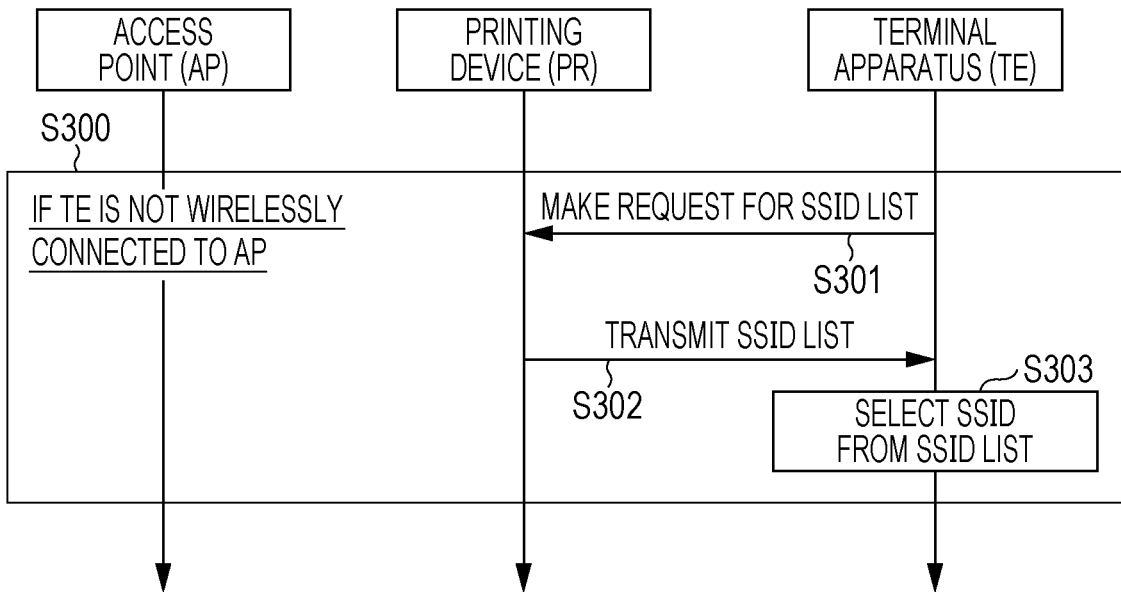 ACCESS
POINT (AP)
PRINTING
DEVICE (PR)
TERMINAL
APPARATUS (TE)
S300
IF TE IS NOT WIRELESSLY
CONNECTED TO AP
MAKE REQUEST FOR SSID LIST
S301
TRANSMIT SSID LIST
S302
S303
SELECT SSID
FROM SSID LIST